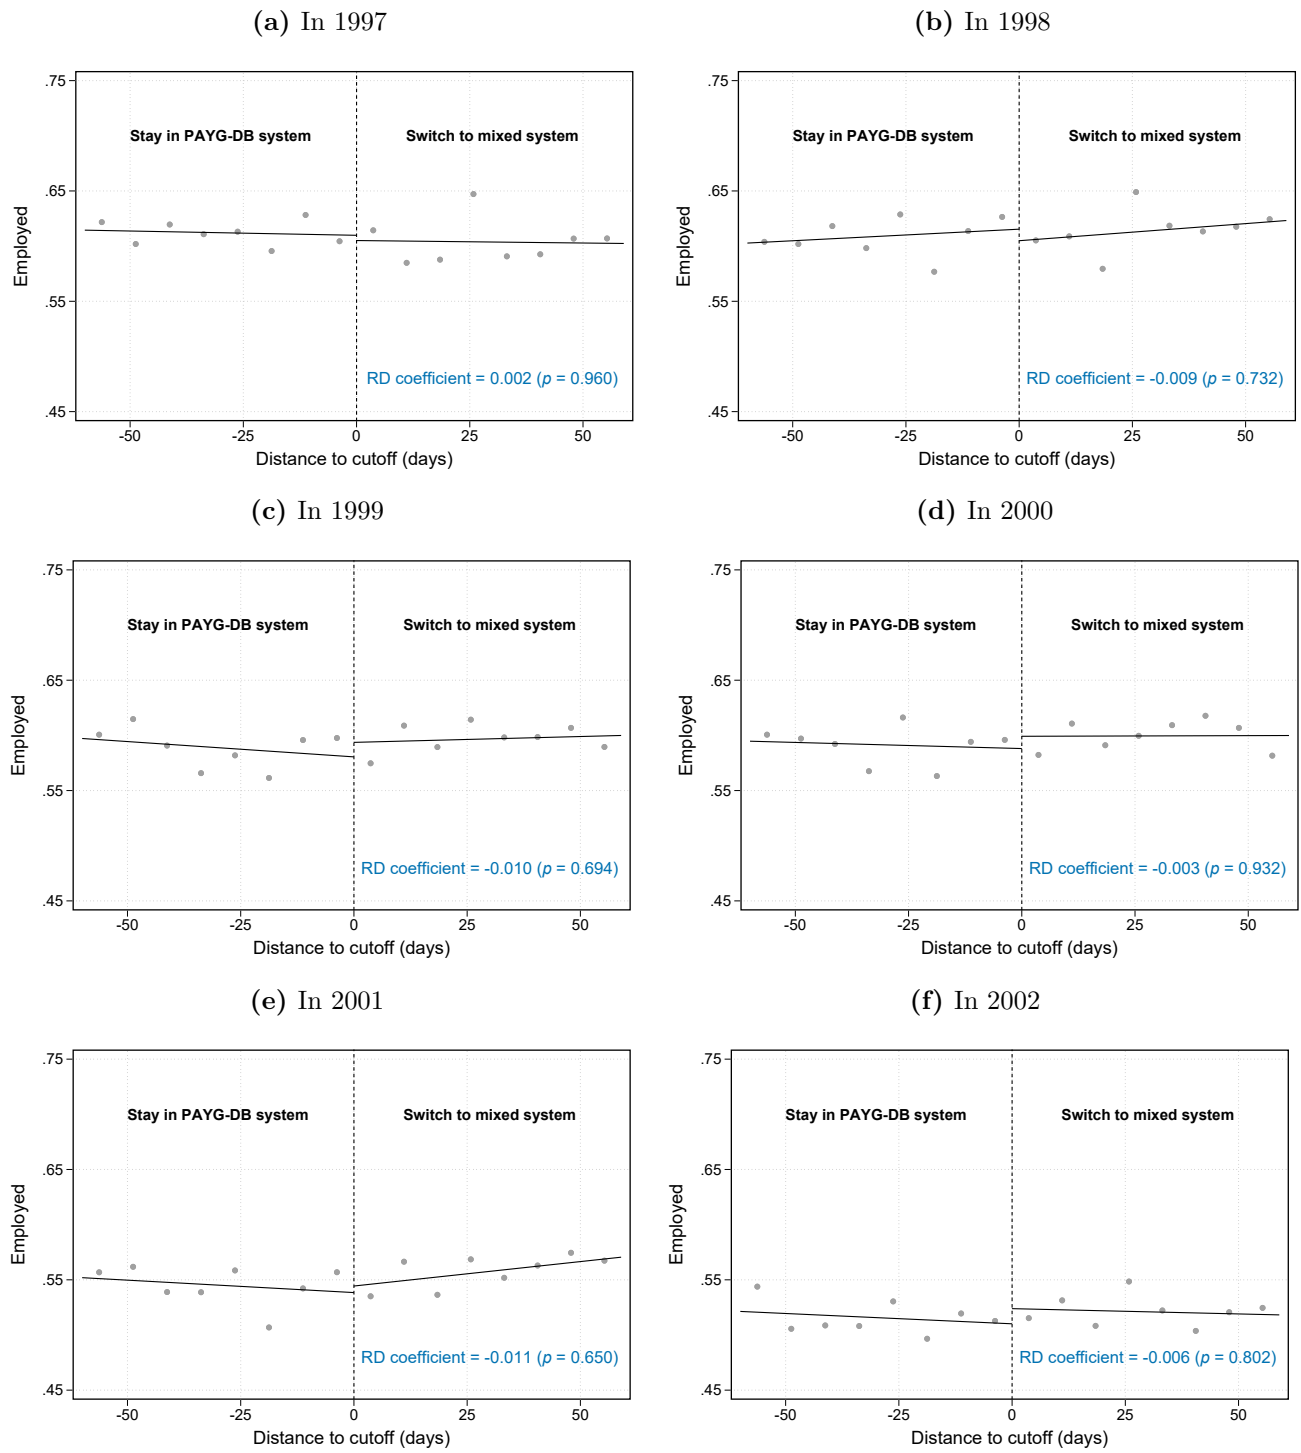 (a) In 1997
.75
.65
.55
.45
Employed
Stay in PAYG-DB system
Switch to mixed system
RD coefficient = 0.002 (p = 0.960)
-50 -25 0 25 50
Distance to cutoff (days)
(b) In 1998
.75
.65
.55
.45
Employed
Stay in PAYG-DB system
Switch to mixed system
RD coefficient = -0.009 (p = 0.732)
-50 -25 0 25 50
Distance to cutoff (days)
(c) In 1999
.75
.65
.55
.45
Employed
Stay in PAYG-DB system
Switch to mixed system
RD coefficient = -0.010 (p = 0.694)
-50 -25 0 25 50
Distance to cutoff (days)
(d) In 2000
.75
.65
.55
.45
Employed
Stay in PAYG-DB system
Switch to mixed system
RD coefficient = -0.003 (p = 0.932)
-50 -25 0 25 50
Distance to cutoff (days)
(e) In 2001
.75
.65
.55
.45
Employed
Stay in PAYG-DB system
Switch to mixed system
RD coefficient = -0.011 (p = 0.650)
-50 -25 0 25 50
Distance to cutoff (days)
(f) In 2002
.75
.65
.55
.45
Employed
Stay in PAYG-DB system
Switch to mixed system
RD coefficient = -0.006 (p = 0.802)
-50 -25 0 25 50
Distance to cutoff (days)